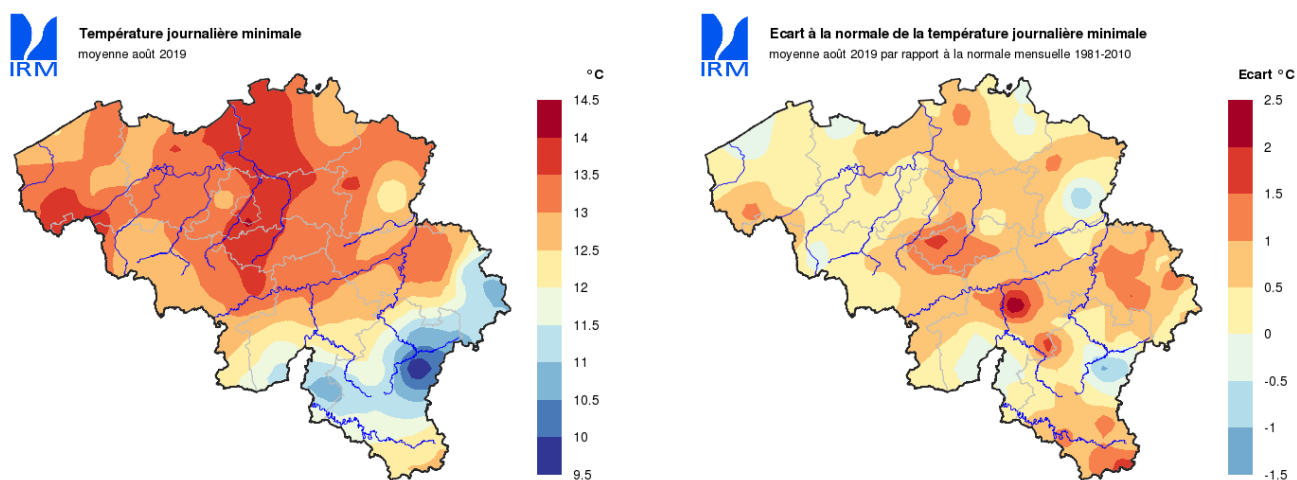 Température journalière minimale
moyenne août 2019
IRM
°C
14.5
14
13.5
13
12.5
12
11.5
11
10.5
10
9.5
Ecart à la normale de la température journalière minimale
moyenne août 2019 par rapport à la normale mensuelle 1981-2010
IRM
Ecart °C
2.5
2
1.5
1
0.5
0
-0.5
-1
-1.5